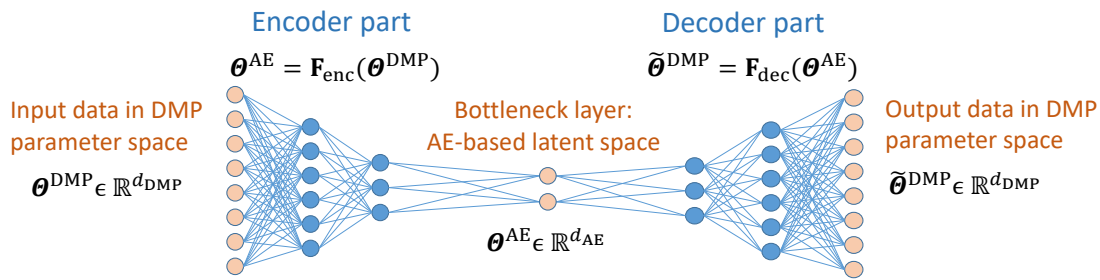 Encoder part
Decoder part
𝜣^AE = F_enc(𝜣^DMP)
𝜣̃^DMP = F_dec(𝜣^AE)
Input data in DMP
parameter space
𝜣^DMP ∈ ℝ^d_DMP
Bottleneck layer:
AE-based latent space
𝜣^AE ∈ ℝ^d_AE
Output data in DMP
parameter space
𝜣̃^DMP ∈ ℝ^d_DMP